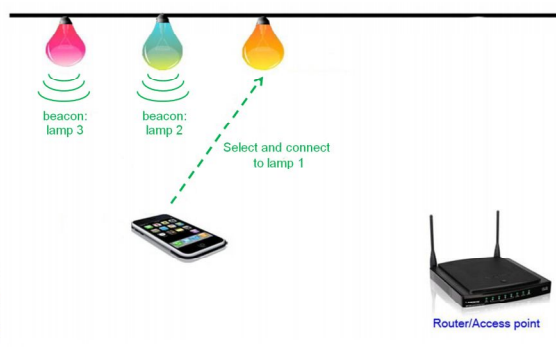 beacon:
lamp 3
beacon:
lamp 2
Select and connect
to lamp 1
Router/Access point